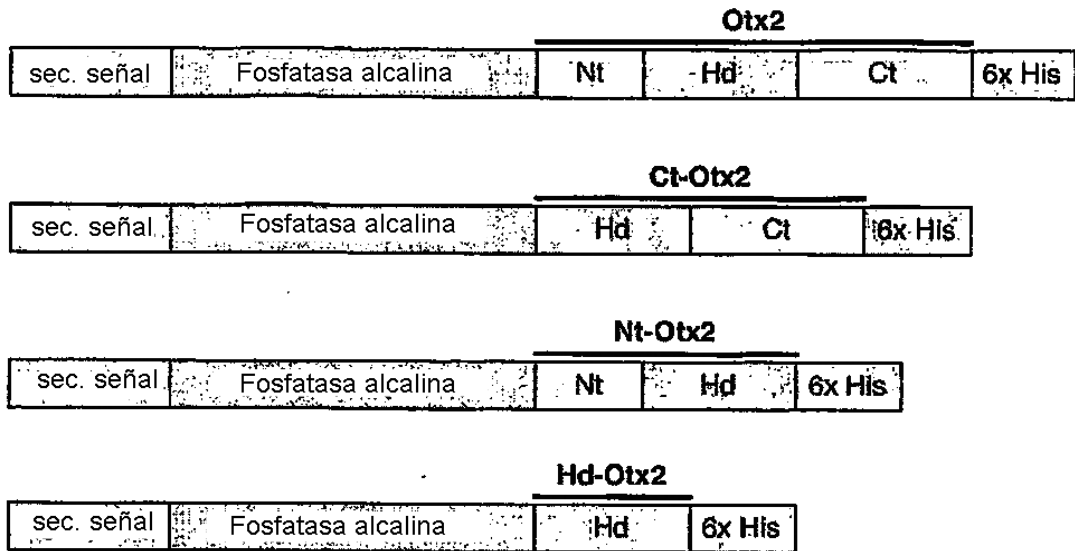 Otx2
sec. señal Fosfatasa alcalina Nt Hd Ct 6x His
Ct-Otx2
sec. señal Fosfatasa alcalina Hd Ct 6x His
Nt-Otx2
sec. señal Fosfatasa alcalina Nt Hd 6x His
Hd-Otx2
sec. señal Fosfatasa alcalina Hd 6x His